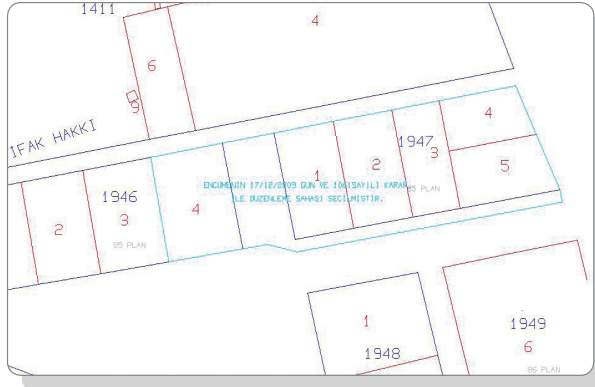 1411
4
6
9
İFAK HAKKI
4
1947
1
2
3
5
85 PLAN
ENCÜMENİN 17/12/2009 GÜN VE
SAYILI KARARI
İLE DÜZENLEME SAHASI SEÇİLMİŞTİR.
1946
2
3
4
85 PLAN
1
1948
1949
6
86 PLAN